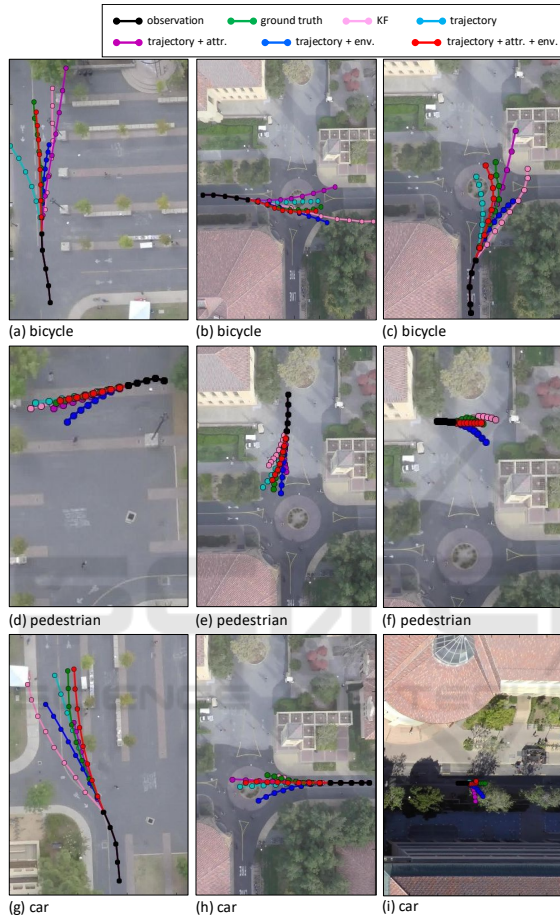 observation ground truth KF trajectory
trajectory + attr. trajectory + env. trajectory + attr. + env.
(a) bicycle (b) bicycle (c) bicycle
(d) pedestrian (e) pedestrian (f) pedestrian
(g) car (h) car (i) car